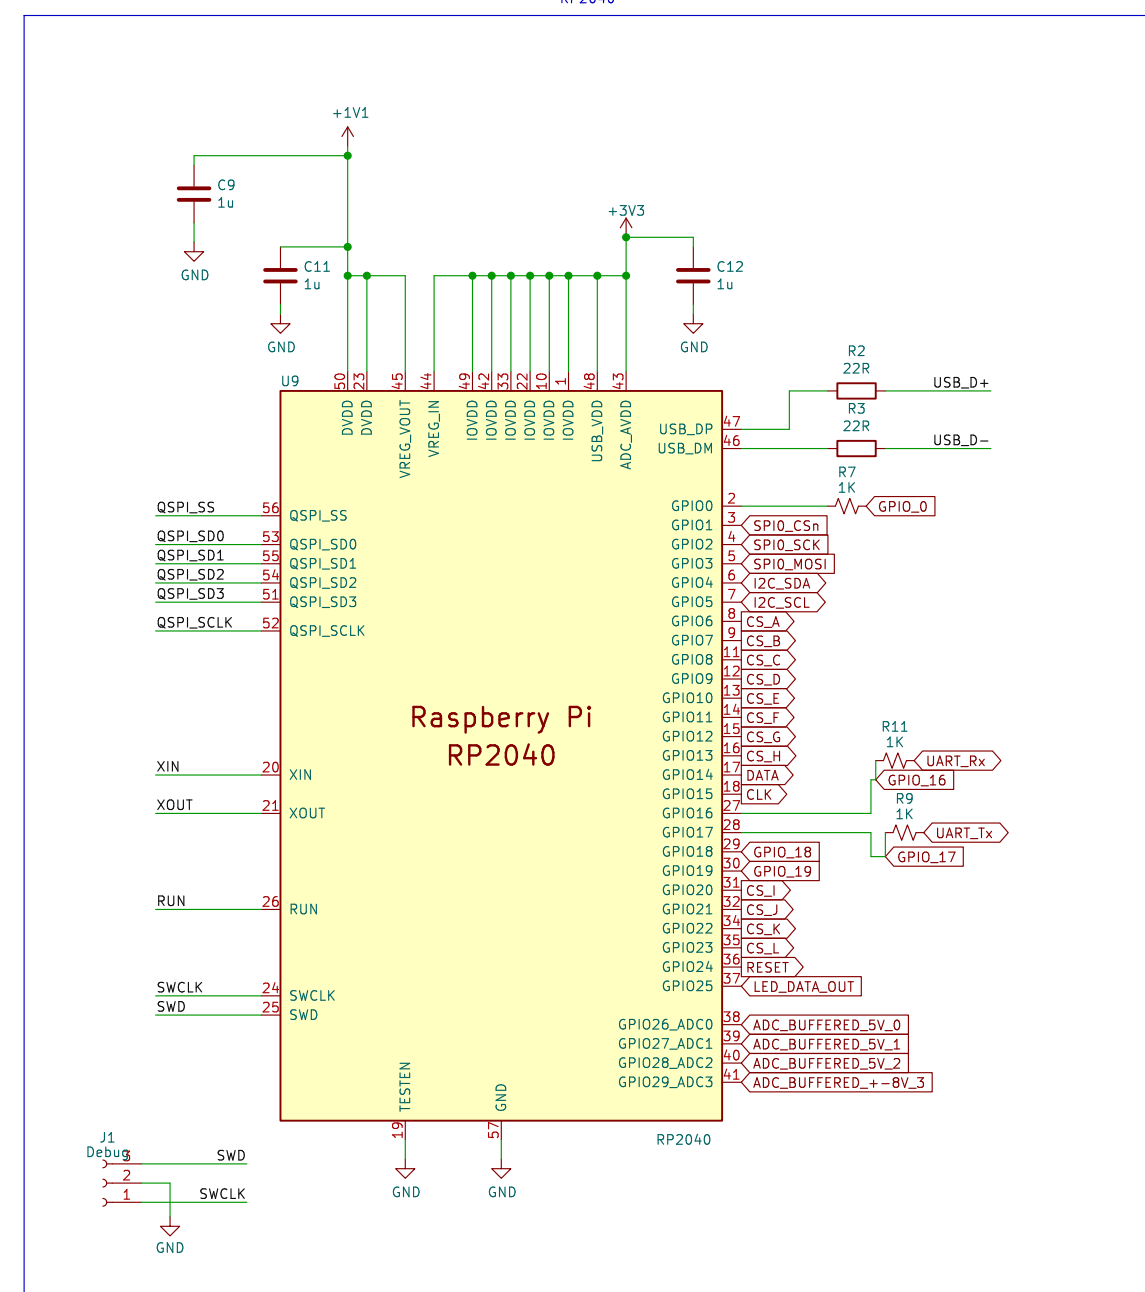 RP2040
+1V1
C9
1u
GND
+3V3
C11
1u
GND
C12
1u
GND
U9
50
23
45
44
49
42
33
22
10
1
48
43
DVDD
DVDD
VREG_VOUT
VREG_IN
IOVDD
IOVDD
IOVDD
IOVDD
IOVDD
IOVDD
USB_VDD
ADC_AVDD
R2
22R
USB_D+
USB_DP 47
R3
22R
USB_D-
USB_DM 46
R7
1K
GPIO0 2 GPIO_0
GPIO1 3 SPI0_CSn
GPIO2 4 SPI0_SCK
GPIO3 5 SPI0_MOSI
GPIO4 6 I2C_SDA
GPIO5 7 I2C_SCL
GPIO6 8 CS_A
GPIO7 9 CS_B
GPIO8 11 CS_C
GPIO9 12 CS_D
GPIO10 13 CS_E
GPIO11 14 CS_F
GPIO12 15 CS_G
GPIO13 16 CS_H
GPIO14 17 DATA
GPIO15 18 CLK
GPIO16 27
R11
1K
UART_Rx
GPIO_16
GPIO17 28
R9
1K
UART_Tx
GPIO_17
GPIO18 29 GPIO_18
GPIO19 30 GPIO_19
GPIO20 31 CS_I
GPIO21 32 CS_J
GPIO22 34 CS_K
GPIO23 35 CS_L
GPIO24 36 RESET
GPIO25 37 LED_DATA_OUT
GPIO26_ADC0 38 ADC_BUFFERED_5V_0
GPIO27_ADC1 39 ADC_BUFFERED_5V_1
GPIO28_ADC2 40 ADC_BUFFERED_5V_2
GPIO29_ADC3 41 ADC_BUFFERED_+-8V_3
QSPI_SS 56 QSPI_SS
QSPI_SD0 53 QSPI_SD0
QSPI_SD1 55 QSPI_SD1
QSPI_SD2 54 QSPI_SD2
QSPI_SD3 51 QSPI_SD3
QSPI_SCLK 52 QSPI_SCLK
Raspberry Pi
RP2040
XIN 20 XIN
XOUT 21 XOUT
RUN 26 RUN
SWCLK 24 SWCLK
SWD 25 SWD
TESTEN
19
GND
GND
57
GND
RP2040
J1
Debug
3 SWD
2
1 SWCLK
GND